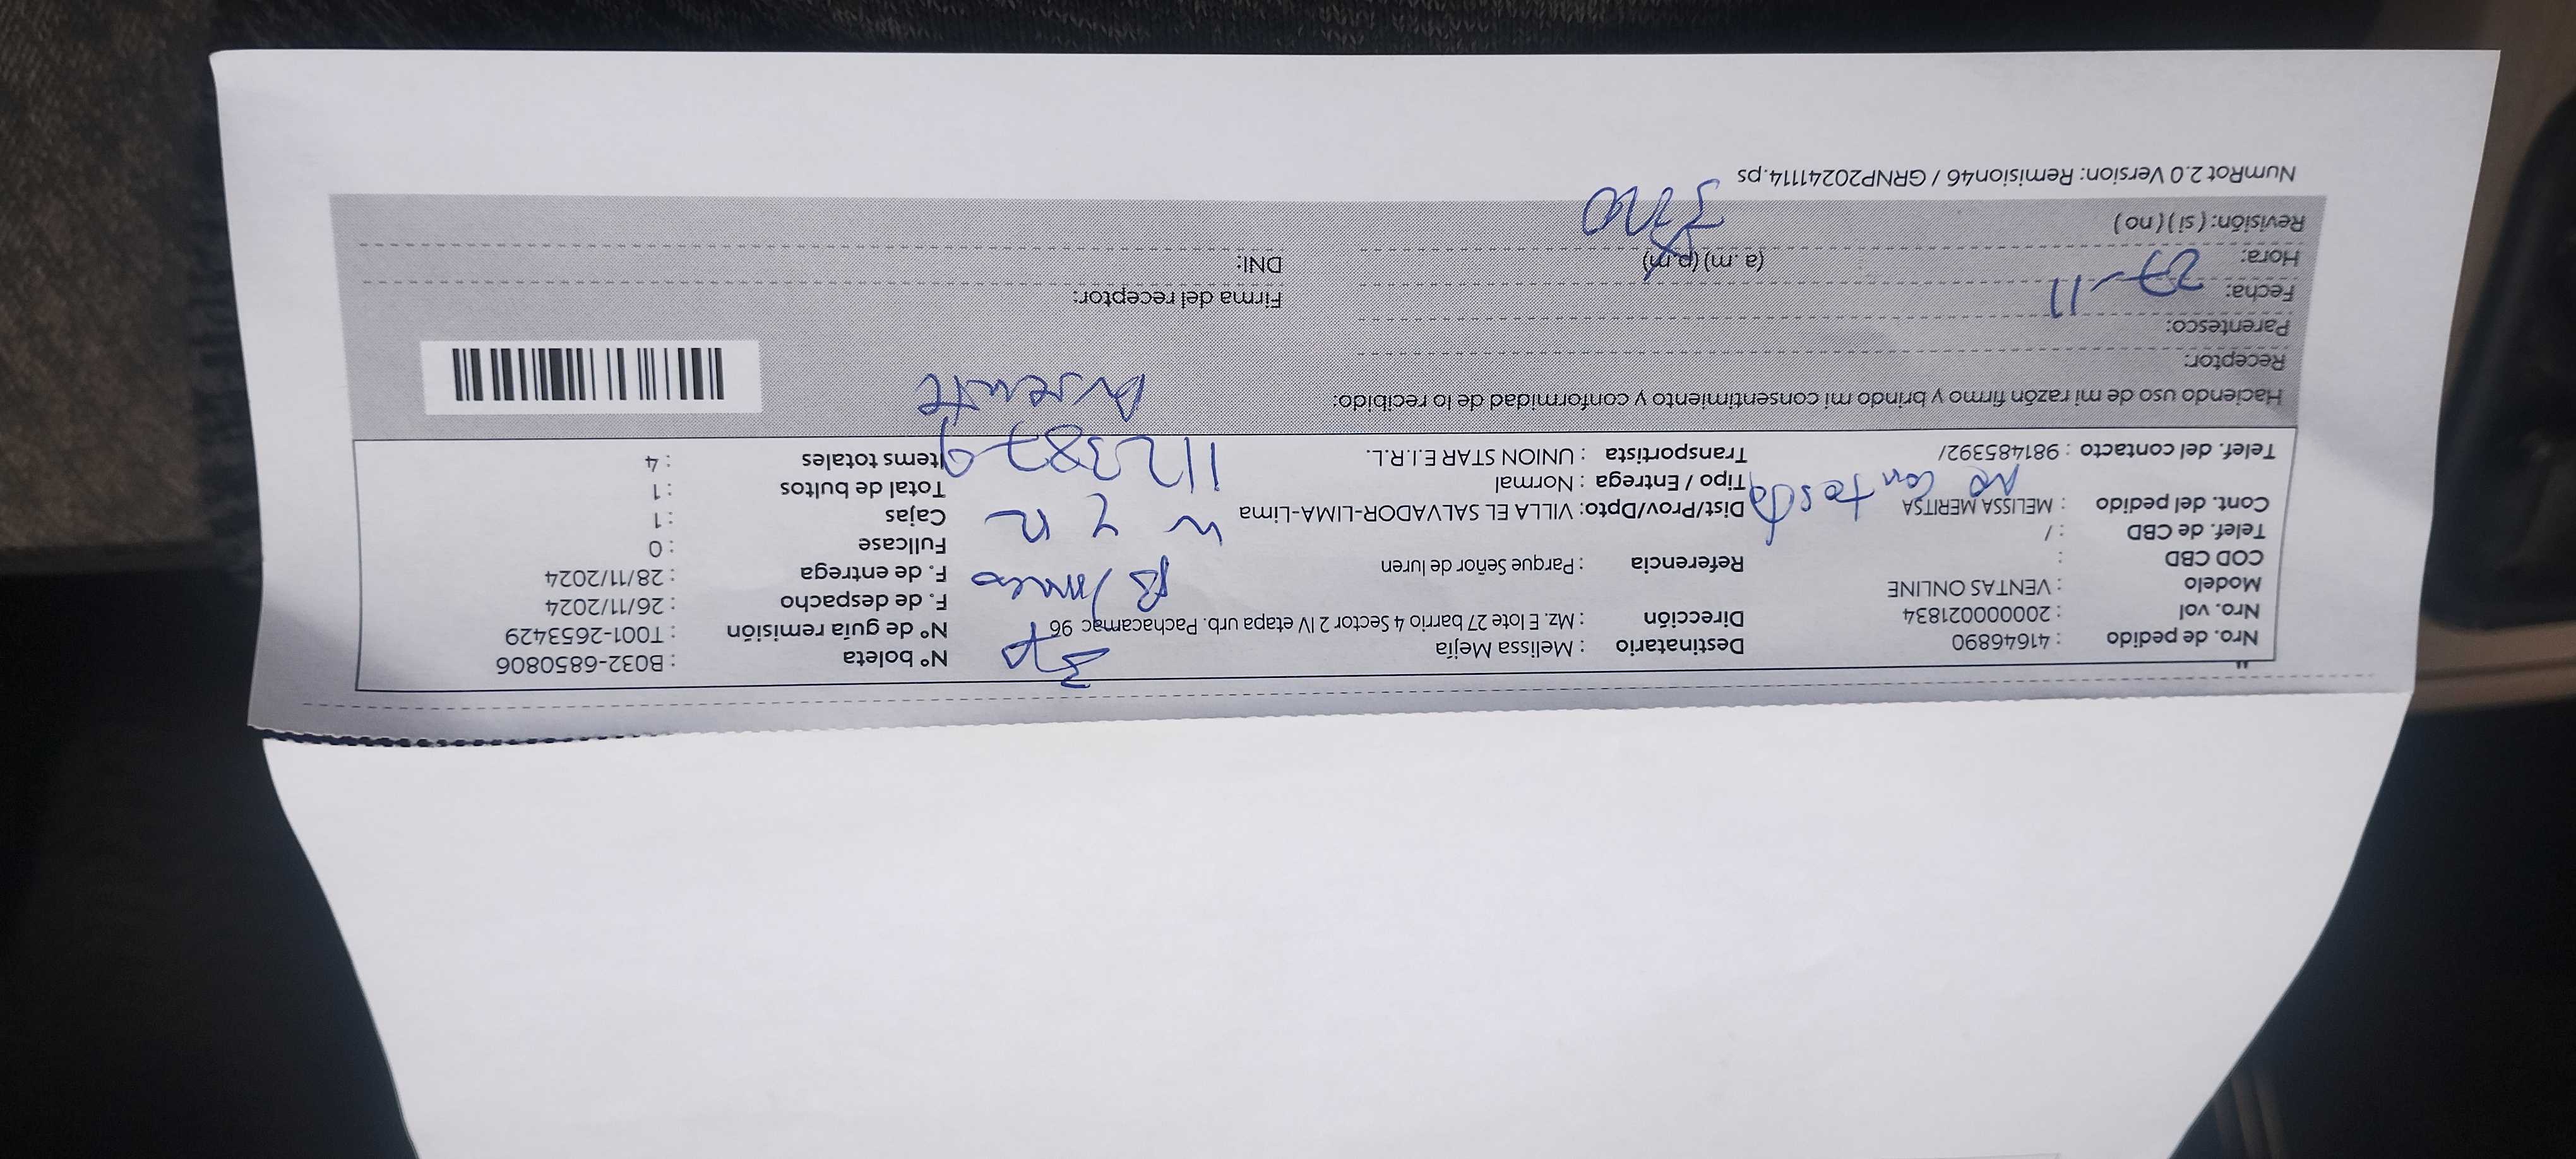 Nro. de pedido : 41646890
Nro. vol : 2000000021834
Modelo : VENTAS ONLINE
COD CBD :
Telef. de CBD : /
Cont. del pedido : MELISSA MERITSA
Telef. del contacto : 981485392/
No contesta
Destinatario : Melissa Mejía
Dirección : Mz. E lote 27 barrio 4 Sector 2 IV etapa urb. Pachacamac 96
Referencia : Parque Señor de luren
Dist/Prov/Dpto: VILLA EL SALVADOR-LIMA-Lima
Tipo / Entrega : Normal
Transportista : UNION STAR E.I.R.L.
3p
1123879
Ausente
N° boleta : B032-6850806
N° de guía remisión : T001-2653429
F. de despacho : 26/11/2024
F. de entrega : 28/11/2024
Fullcase : 0
Cajas : 1
Total de bultos : 1
Items totales : 4
Haciendo uso de mi razón firmo y brindo mi consentimiento y conformidad de lo recibido:
Receptor:
Parentesco:
Fecha: 27-11
Hora: (a.m) (p.m)
Revisión: ( si ) ( no )
Firma del receptor:
DNI:
NumRot 2.0 Version: Remision46 / GRNP20241114.ps